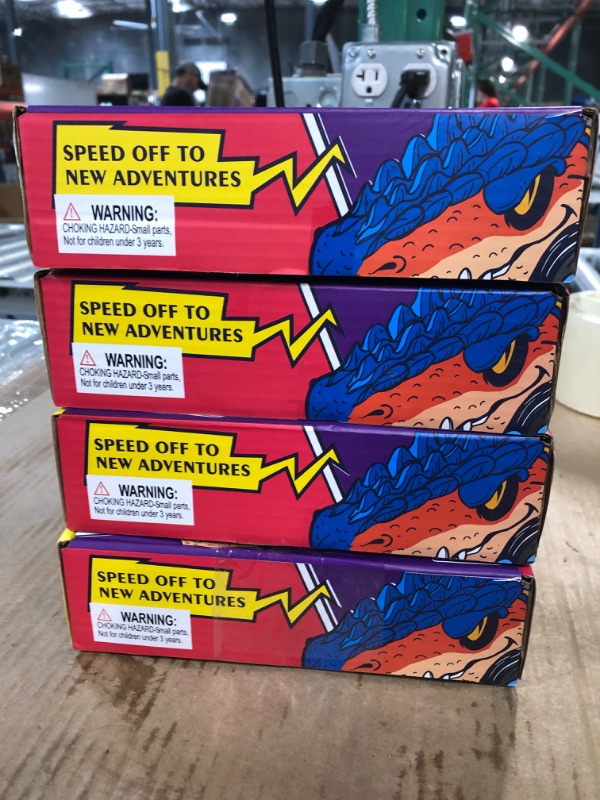 SPEED OFF TO
NEW ADVENTURES
WARNING:
CHOKING HAZARD-Small parts,
Not for children under 3 years.
SPEED OFF TO
NEW ADVENTURES
WARNING:
CHOKING HAZARD-Small parts,
Not for children under 3 years.
SPEED OFF TO
NEW ADVENTURES
WARNING:
CHOKING HAZARD-Small parts,
Not for children under 3 years.
SPEED OFF TO
NEW ADVENTURES
WARNING:
CHOKING HAZARD-Small parts,
Not for children under 3 years.